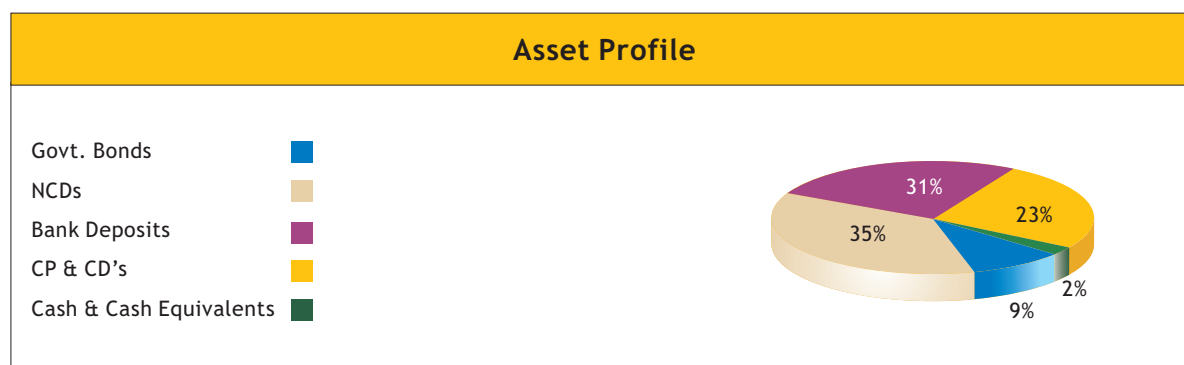 Asset Profile
Govt. Bonds
NCDs
Bank Deposits
CP & CD’s
Cash & Cash Equivalents
31%
23%
35%
2%
9%